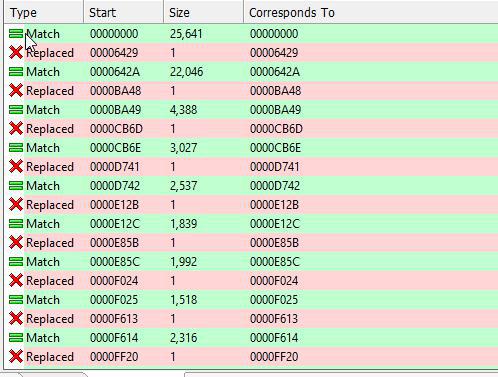 Type Start Size Corresponds To
Match 00000000 25,641 00000000
Replaced 00006429 1 00006429
Match 0000642A 22,046 0000642A
Replaced 0000BA48 1 0000BA48
Match 0000BA49 4,388 0000BA49
Replaced 0000CB6D 1 0000CB6D
Match 0000CB6E 3,027 0000CB6E
Replaced 0000D741 1 0000D741
Match 0000D742 2,537 0000D742
Replaced 0000E12B 1 0000E12B
Match 0000E12C 1,839 0000E12C
Replaced 0000E85B 1 0000E85B
Match 0000E85C 1,992 0000E85C
Replaced 0000F024 1 0000F024
Match 0000F025 1,518 0000F025
Replaced 0000F613 1 0000F613
Match 0000F614 2,316 0000F614
Replaced 0000FF20 1 0000FF20